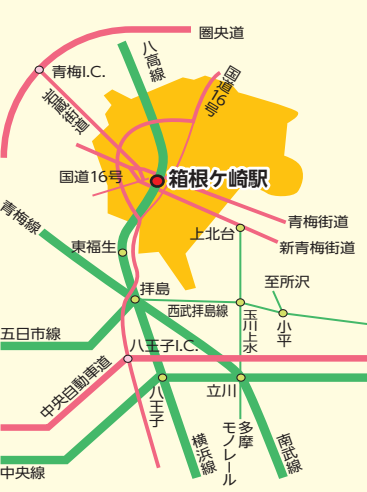 圏央道
八高線
青梅I.C.
国道16号
岩蔵街道
国道16号
箱根ケ崎駅
青梅線
青梅街道
上北台
新青梅街道
東福生
至所沢
拝島
西武拝島線
玉川上水
小平
五日市線
八王子I.C.
中央自動車道
八王子
立川
横浜線
多摩
モノレール
南武線
中央線